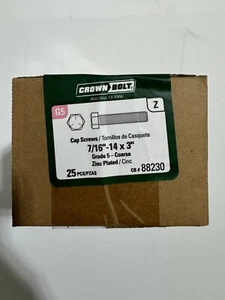 CROWN BOLT.
G5
Z
Cap Screws / Tornillos de Casquete
7/16"-14 x 3"
Grade 5 - Coarse
Zinc Plated / Cinc
25 PCS/PZAS
CB # 88230